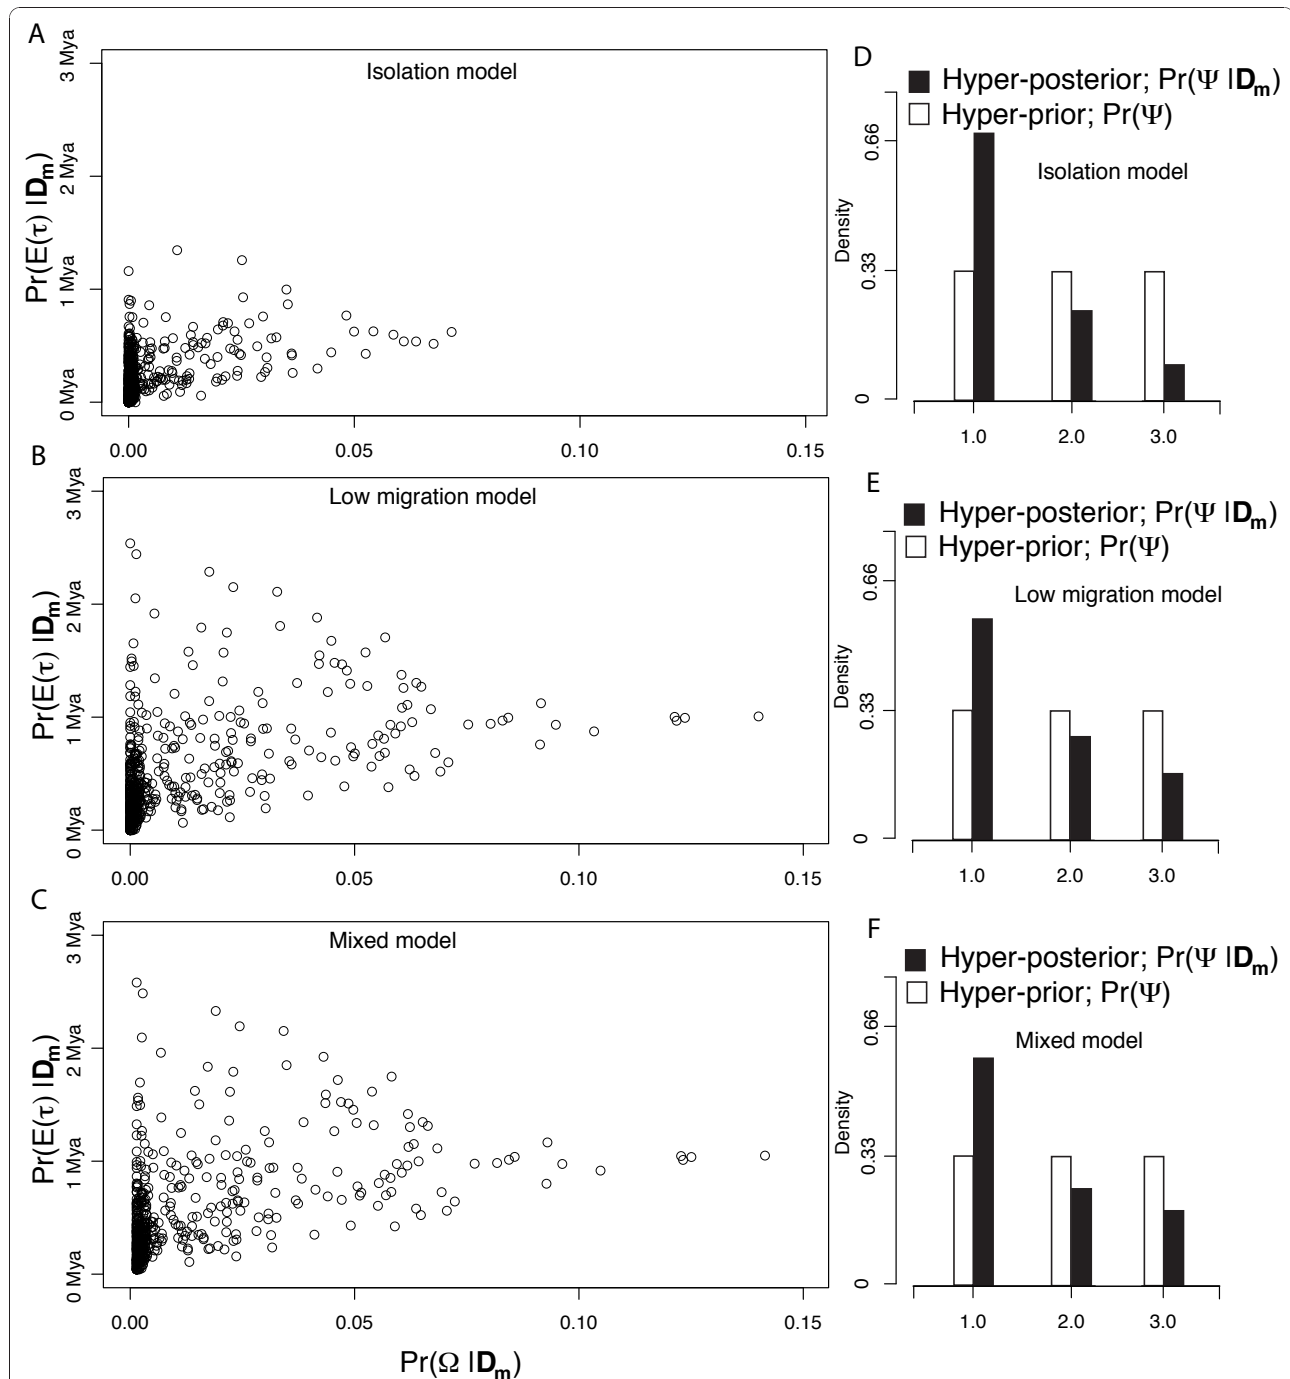 A
Isolation model
Pr(E(τ) |Dm)
3 Mya
2 Mya
1 Mya
0 Mya
0.00 0.05 0.10 0.15
D
Hyper-posterior; Pr(Ψ |Dm)
Hyper-prior; Pr(Ψ)
Isolation model
Density
0.66
0.33
0
1.0 2.0 3.0
B
Low migration model
Pr(E(τ) |Dm)
3 Mya
2 Mya
1 Mya
0 Mya
0.00 0.05 0.10 0.15
E
Hyper-posterior; Pr(Ψ |Dm)
Hyper-prior; Pr(Ψ)
Low migration model
Density
0.66
0.33
0
1.0 2.0 3.0
C
Mixed model
Pr(E(τ) |Dm)
3 Mya
2 Mya
1 Mya
0 Mya
0.00 0.05 0.10 0.15
Pr(Ω |Dm)
F
Hyper-posterior; Pr(Ψ |Dm)
Hyper-prior; Pr(Ψ)
Mixed model
Density
0.66
0.33
0
1.0 2.0 3.0